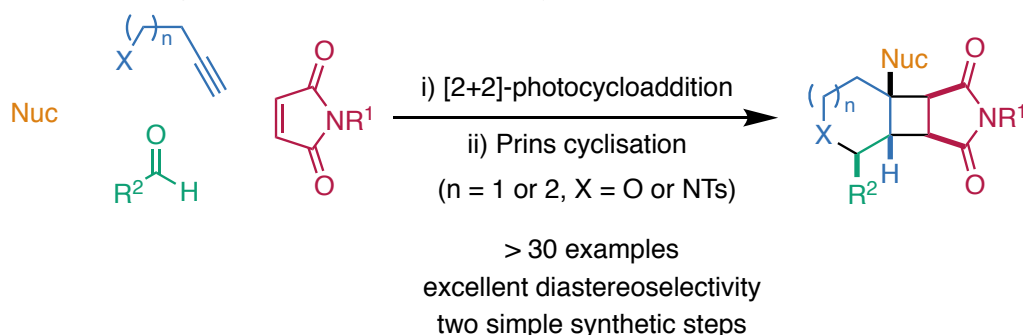 Nuc
X
( ) n
O
R² H
O
NR¹
O
i) [2+2]-photocycloaddition
ii) Prins cyclisation
(n = 1 or 2, X = O or NTs)
> 30 examples
excellent diastereoselectivity
two simple synthetic steps
Nuc
O
( ) n
NR¹
X
H
O
R²